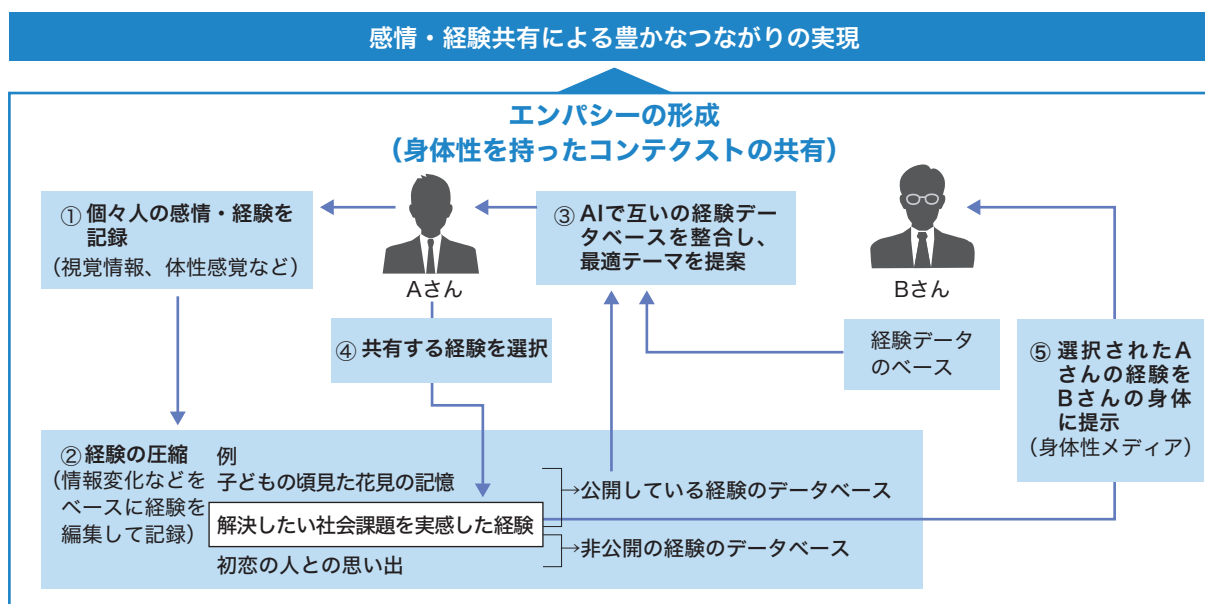 感情・経験共有による豊かなつながりの実現
エンパシーの形成
（身体性を持ったコンテクストの共有）
① 個々人の感情・経験を
記録
（視覚情報、体性感覚など）
Aさん
③ AIで互いの経験デー
タベースを整合し、
最適テーマを提案
Bさん
④ 共有する経験を選択
経験データ
のベース
⑤ 選択されたA
さんの経験を
Bさんの身体
に提示
（身体性メディア）
② 経験の圧縮
（情報変化などを
ベースに経験を
編集して記録）
例
子どもの頃見た花見の記憶
解決したい社会課題を実感した経験
初恋の人との思い出
→公開している経験のデータベース
→非公開の経験のデータベース